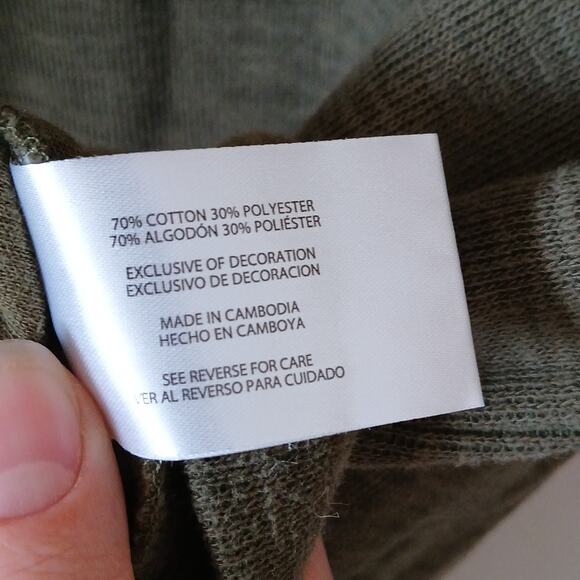 70% COTTON 30% POLYESTER
70% ALGODÓN 30% POLIÉSTER
EXCLUSIVE OF DECORATION
EXCLUSIVO DE DECORACION
MADE IN CAMBODIA
HECHO EN CAMBOYA
SEE REVERSE FOR CARE
VER AL REVERSO PARA CUIDADO